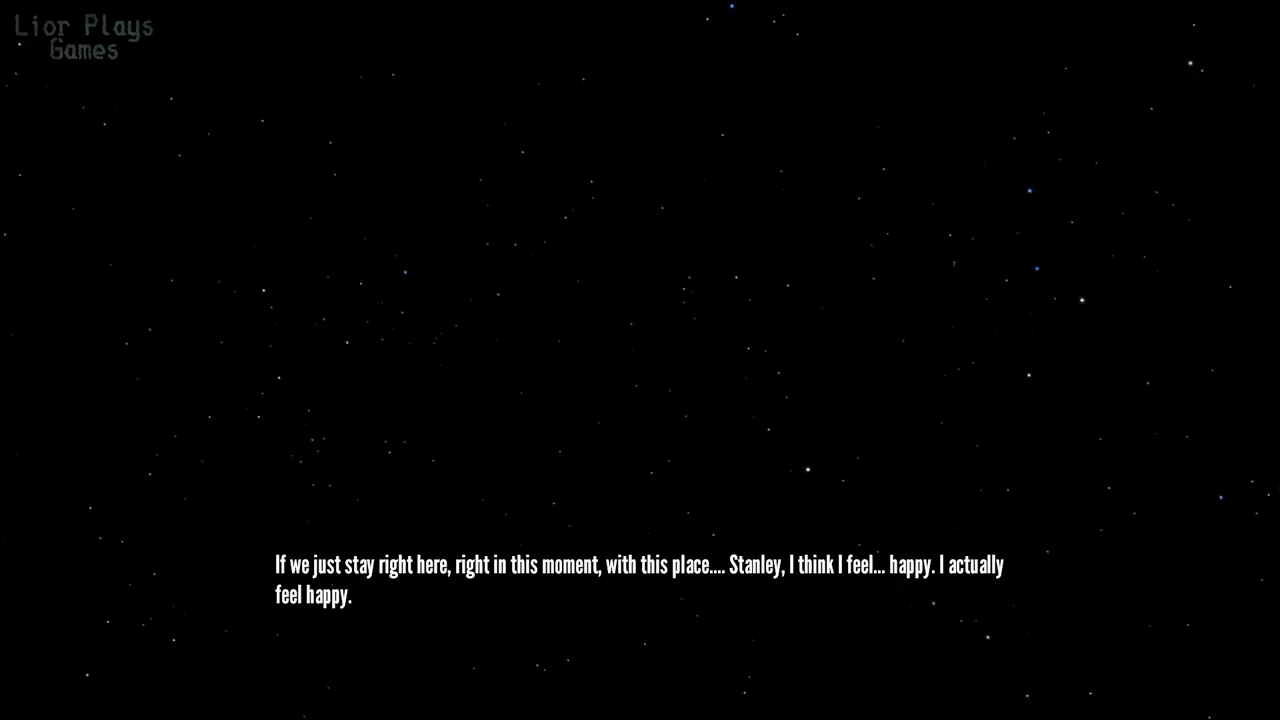 Lior Plays
Games
If we just stay right here, right in this moment, with this place.... Stanley, I think I feel... happy. I actually
feel happy.